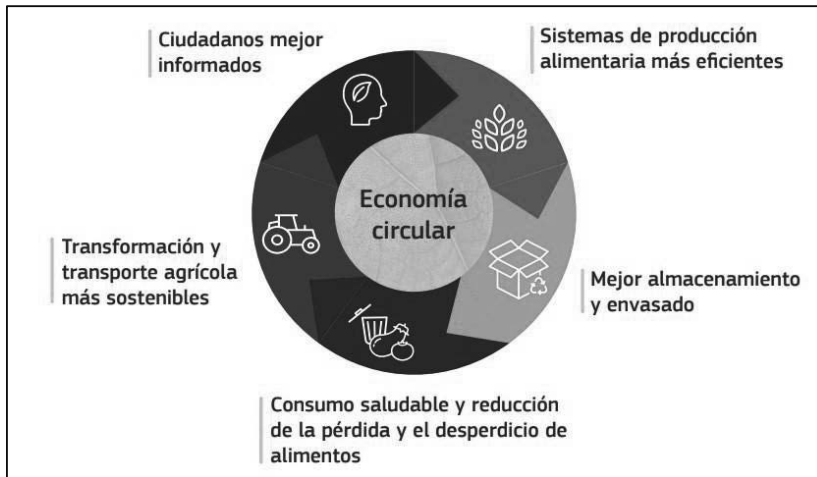 Ciudadanos mejor
informados
Sistemas de producción
alimentaria más eficientes
Economía
circular
Transformación y
transporte agrícola
más sostenibles
Mejor almacenamiento
y envasado
Consumo saludable y reducción
de la pérdida y el desperdicio de
alimentos